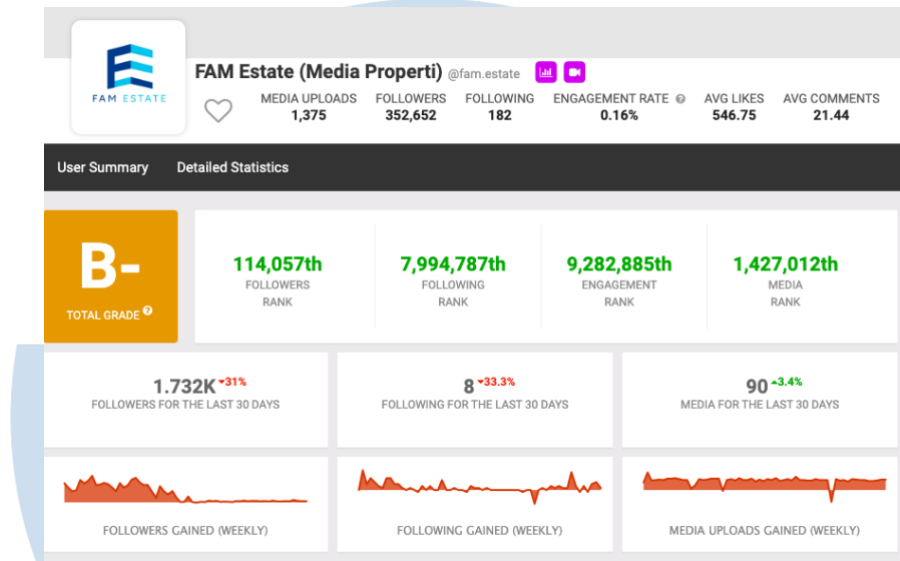 FAM ESTATE
FAM Estate (Media Properti) @fam.estate
MEDIA UPLOADS FOLLOWERS FOLLOWING ENGAGEMENT RATE AVG LIKES AVG COMMENTS
1,375 352,652 182 0.16% 546.75 21.44
User Summary Detailed Statistics
B-
TOTAL GRADE ?
114,057th 7,994,787th 9,282,885th 1,427,012th
FOLLOWERS FOLLOWING ENGAGEMENT MEDIA
RANK RANK RANK RANK
1.732K 31% 8 33.3% 90 3.4%
FOLLOWERS FOR THE LAST 30 DAYS FOLLOWING FOR THE LAST 30 DAYS MEDIA FOR THE LAST 30 DAYS
FOLLOWERS GAINED (WEEKLY) FOLLOWING GAINED (WEEKLY) MEDIA UPLOADS GAINED (WEEKLY)